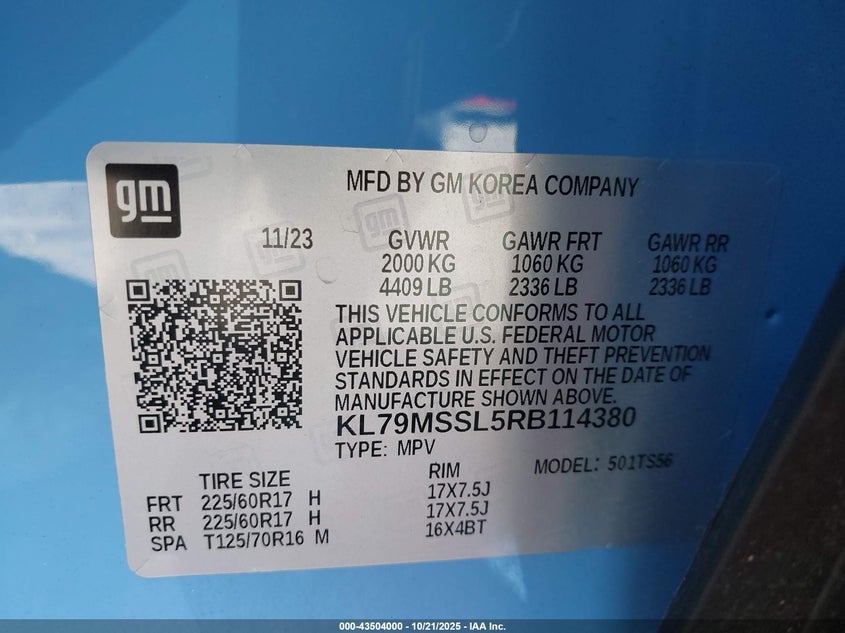 gm
MFD BY GM KOREA COMPANY
11/23
GVWR GAWR FRT GAWR RR
2000 KG 1060 KG 1060 KG
4409 LB 2336 LB 2336 LB
THIS VEHICLE CONFORMS TO ALL
APPLICABLE U.S. FEDERAL MOTOR
VEHICLE SAFETY AND THEFT PREVENTION
STANDARDS IN EFFECT ON THE DATE OF
MANUFACTURE SHOWN ABOVE.
KL79MSSL5RB114380
TYPE: MPV
MODEL: 501TS56
TIRE SIZE RIM
FRT 225/60R17 H 17X7.5J
RR 225/60R17 H 17X7.5J
SPA T125/70R16 M 16X4BT
000-43504000 - 10/21/2025 - IAA Inc.